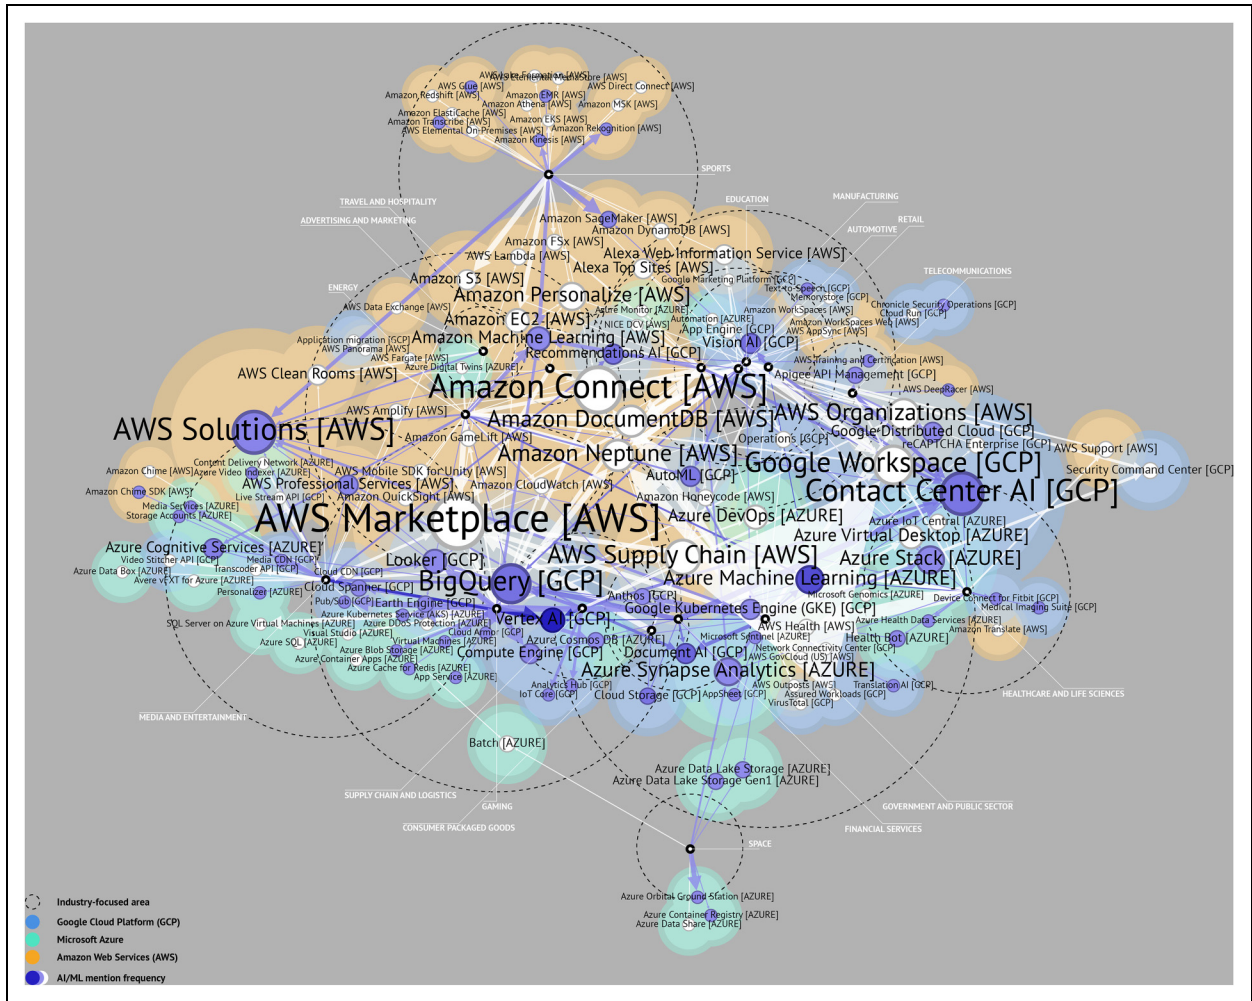 AWS Lake Formation [AWS]
AWS Elemental MediaStore [AWS]
AWS Glue [AWS]
AWS Direct Connect [AWS]
Amazon Redshift [AWS]
Amazon EMR [AWS]
Amazon Athena [AWS]
Amazon MSK [AWS]
Amazon ElastiCache [AWS]
Amazon Transcribe [AWS]
Amazon EKS [AWS]
AWS Elemental On-Premises [AWS]
Amazon Rekognition [AWS]
Amazon Kinesis [AWS]
SPORTS
TRAVEL AND HOSPITALITY
EDUCATION
MANUFACTURING
ADVERTISING AND MARKETING
RETAIL
AUTOMOTIVE
Amazon SageMaker [AWS]
Amazon DynamoDB [AWS]
Amazon FSx [AWS]
AWS Lambda [AWS]
Alexa Web Information Service [AWS]
Alexa Top Sites [AWS]
TELECOMMUNICATIONS
Amazon S3 [AWS]
Google Marketing Platform [GCP]
ENERGY
Text-to-Speech [GCP]
Memorystore [GCP]
Amazon Personalize [AWS]
AWS Data Exchange [AWS]
Azure Monitor [AZURE]
Amazon WorkSpaces [AWS]
Chronicle Security Operations [GCP]
Cloud Run [GCP]
Amazon EC2 [AWS]
NICE DCV [AWS]
Automation [AZURE]
App Engine [GCP]
Amazon WorkSpaces Web [AWS]
AWS AppSync [AWS]
Application migration [GCP]
Amazon Machine Learning [AWS]
Vision AI [GCP]
AWS Panorama [AWS]
Recommendations AI [GCP]
AWS Fargate [AWS]
Azure Digital Twins [AZURE]
AWS Training and Certification [AWS]
AWS Clean Rooms [AWS]
Apigee API Management [GCP]
Amazon Connect [AWS]
AWS DeepRacer [AWS]
AWS Amplify [AWS]
Amazon DocumentDB [AWS]
AWS Organizations [AWS]
AWS Solutions [AWS]
Google Distributed Cloud [GCP]
Amazon GameLift [AWS]
Operations [GCP]
reCAPTCHA Enterprise [GCP]
AWS Support [AWS]
Amazon Neptune [AWS]
Google Workspace [GCP]
Content Delivery Network [AZURE]
Azure Video Indexer [AZURE]
Amazon Chime [AWS]
AWS Mobile SDK for Unity [AWS]
AutoML [GCP]
Security Command Center [GCP]
AWS Professional Services [AWS]
Amazon CloudWatch [AWS]
Amazon Chime SDK [AWS]
Live Stream API [GCP]
Amazon QuickSight [AWS]
Amazon Honeycode [AWS]
Contact Center AI [GCP]
Media Services [AZURE]
Storage Accounts [AZURE]
AWS Marketplace [AWS]
Azure DevOps [AZURE]
Azure IoT Central [AZURE]
Azure Virtual Desktop [AZURE]
Azure Cognitive Services [AZURE]
Looker [GCP]
AWS Supply Chain [AWS]
Azure Stack [AZURE]
Video Stitcher API [GCP]
Media CDN [GCP]
Transcoder API [GCP]
Azure Data Box [AZURE]
Cloud CDN [GCP]
Avere vFXT for Azure [AZURE]
BigQuery [GCP]
Azure Machine Learning [AZURE]
Cloud Spanner [GCP]
Personalizer [AZURE]
Anthos [GCP]
Microsoft Genomics [AZURE]
Pub/Sub [GCP]
Earth Engine [GCP]
Device Connect for Fitbit [GCP]
Google Kubernetes Engine (GKE) [GCP]
Medical Imaging Suite [GCP]
Azure Kubernetes Service (AKS) [AZURE]
Vertex AI [GCP]
SQL Server on Azure Virtual Machines [AZURE]
Azure DDoS Protection [AZURE]
AWS Health [AWS]
Azure Health Data Services [AZURE]
Amazon Translate [AWS]
Visual Studio [AZURE]
Cloud Armor [GCP]
Azure SQL [AZURE]
Virtual Machines [AZURE]
Azure Cosmos DB [AZURE]
Microsoft Sentinel [AZURE]
Health Bot [AZURE]
Azure Blob Storage [AZURE]
Network Connectivity Center [GCP]
Compute Engine [GCP]
Document AI [GCP]
AWS GovCloud (US) [AWS]
Azure Container Apps [AZURE]
Azure Cache for Redis [AZURE]
Azure Synapse Analytics [AZURE]
App Service [AZURE]
Analytics Hub [GCP]
AWS Outposts [AWS]
Translation AI [GCP]
IoT Core [GCP]
Cloud Storage [GCP]
AppSheet [GCP]
Assured Workloads [GCP]
HEALTHCARE AND LIFE SCIENCES
VirusTotal [GCP]
MEDIA AND ENTERTAINMENT
Batch [AZURE]
Azure Data Lake Storage [AZURE]
Azure Data Lake Storage Gen1 [AZURE]
SUPPLY CHAIN AND LOGISTICS
GAMING
GOVERNMENT AND PUBLIC SECTOR
CONSUMER PACKAGED GOODS
FINANCIAL SERVICES
SPACE
Azure Orbital Ground Station [AZURE]
Azure Container Registry [AZURE]
Azure Data Share [AZURE]
Industry-focused area
Google Cloud Platform (GCP)
Microsoft Azure
Amazon Web Services (AWS)
AI/ML mention frequency